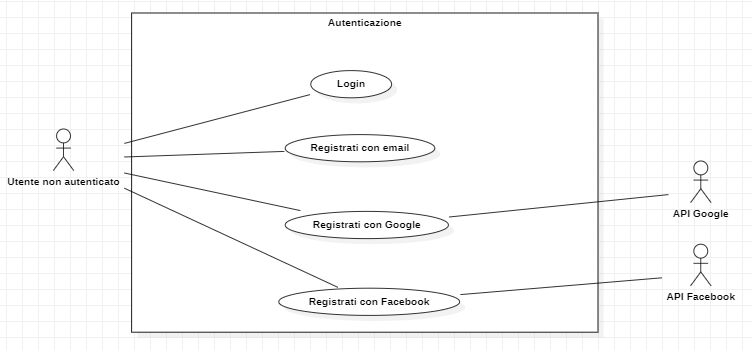 Autenticazione
Login
Registrati con email
Utente non autenticato
Registrati con Google
API Google
Registrati con Facebook
API Facebook